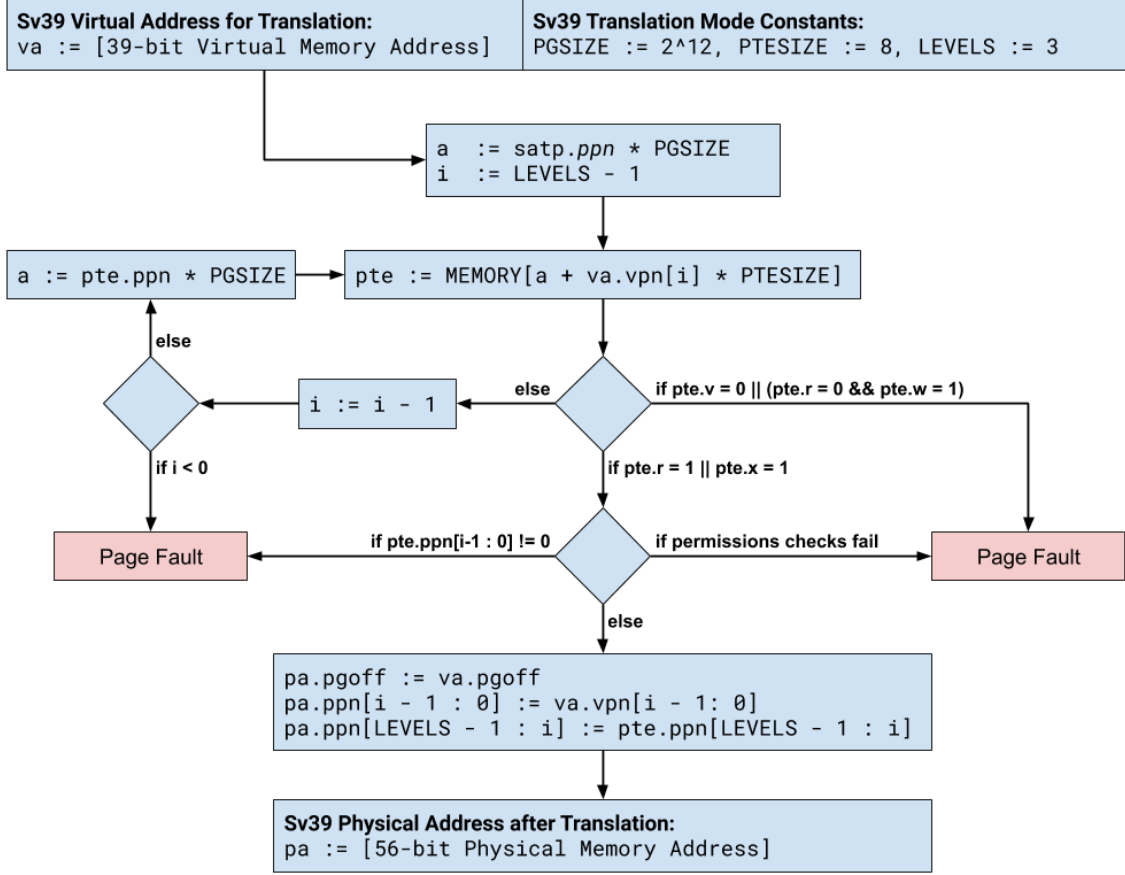 Sv39 Virtual Address for Translation:
va := [39-bit Virtual Memory Address]
Sv39 Translation Mode Constants:
PGSIZE := 2^12, PTESIZE := 8, LEVELS := 3
a  := satp.ppn * PGSIZE
i  := LEVELS - 1
a := pte.ppn * PGSIZE
pte := MEMORY[a + va.vpn[i] * PTESIZE]
else
i := i - 1
else
if pte.v = 0 || (pte.r = 0 && pte.w = 1)
if i < 0
if pte.r = 1 || pte.x = 1
Page Fault
if pte.ppn[i-1 : 0] != 0
if permissions checks fail
Page Fault
else
pa.pgoff := va.pgoff
pa.ppn[i - 1 : 0] := va.vpn[i - 1: 0]
pa.ppn[LEVELS - 1 : i] := pte.ppn[LEVELS - 1 : i]
Sv39 Physical Address after Translation:
pa := [56-bit Physical Memory Address]